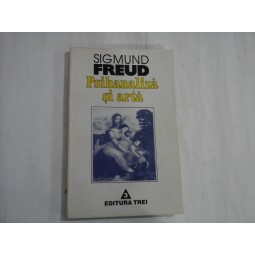 SIGMUND
FREUD
Psihanaliză
și artă
EDITURA TREI